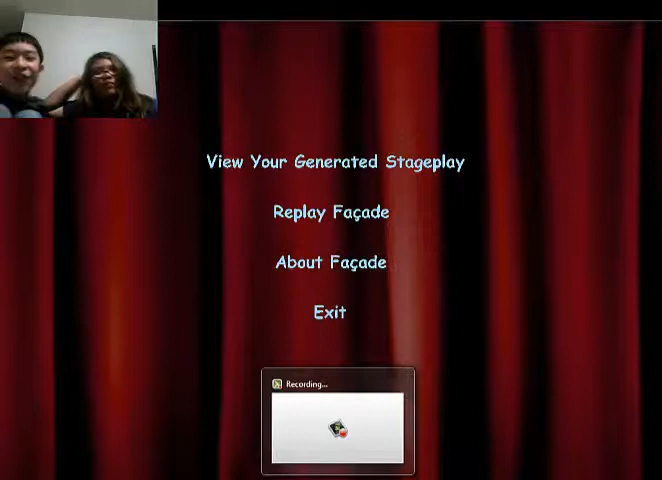 View Your Generated Stageplay
Replay Façade
About Façade
Exit
Recording...